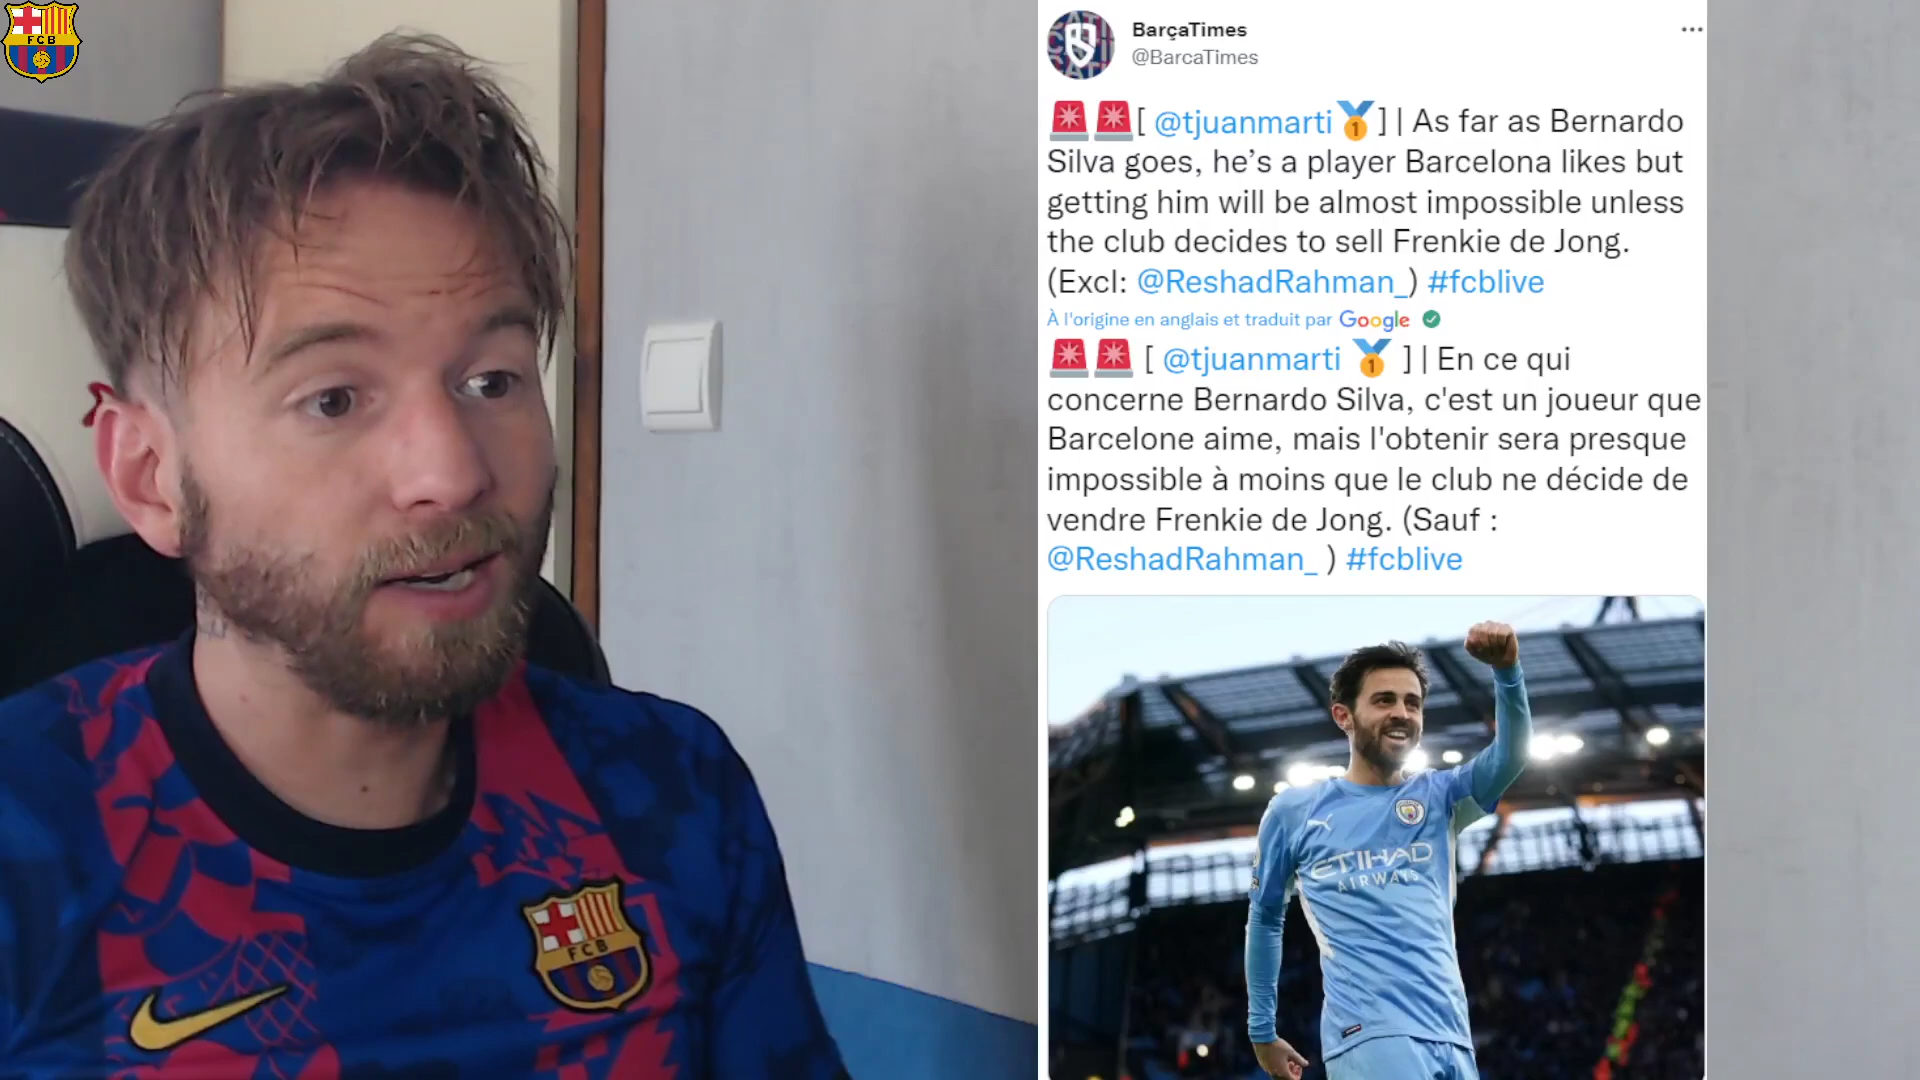 FCB
BarçaTimes
@BarcaTimes
🚨🚨[ @tjuanmarti🥇] | As far as Bernardo
Silva goes, he’s a player Barcelona likes but
getting him will be almost impossible unless
the club decides to sell Frenkie de Jong.
(Excl: @ReshadRahman_) #fcblive
À l'origine en anglais et traduit par Google
🚨🚨 [ @tjuanmarti 🥇 ] | En ce qui
concerne Bernardo Silva, c'est un joueur que
Barcelone aime, mais l'obtenir sera presque
impossible à moins que le club ne décide de
vendre Frenkie de Jong. (Sauf :
@ReshadRahman_ ) #fcblive
FCB
ETIHAD
AIRWAYS